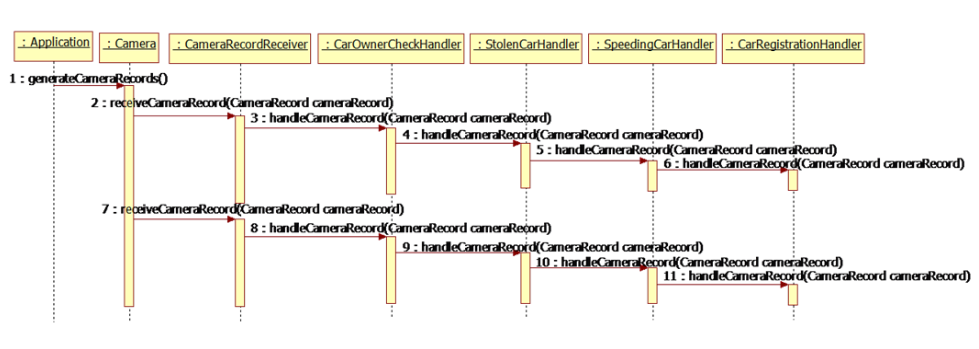 : Application
: Camera
: CameraRecordReceiver
: CarOwnerCheckHandler
: StolenCarHandler
: SpeedingCarHandler
: CarRegistrationHandler
1 : generateCameraRecords()
2 : receiveCameraRecord(CameraRecord cameraRecord)
3 : handleCameraRecord(CameraRecord cameraRecord)
4 : handleCameraRecord(CameraRecord cameraRecord)
5 : handleCameraRecord(CameraRecord cameraRecord)
6 : handleCameraRecord(CameraRecord cameraRecord)
7 : receiveCameraRecord(CameraRecord cameraRecord)
8 : handleCameraRecord(CameraRecord cameraRecord)
9 : handleCameraRecord(CameraRecord cameraRecord)
10 : handleCameraRecord(CameraRecord cameraRecord)
11 : handleCameraRecord(CameraRecord cameraRecord)